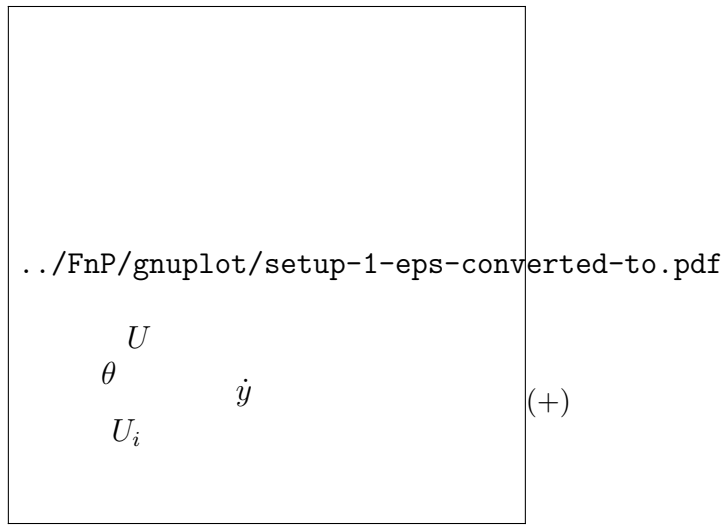 ../FnP/gnuplot/setup-1-eps-converted-to.pdf
U
θ
ẏ
(+)
U_i